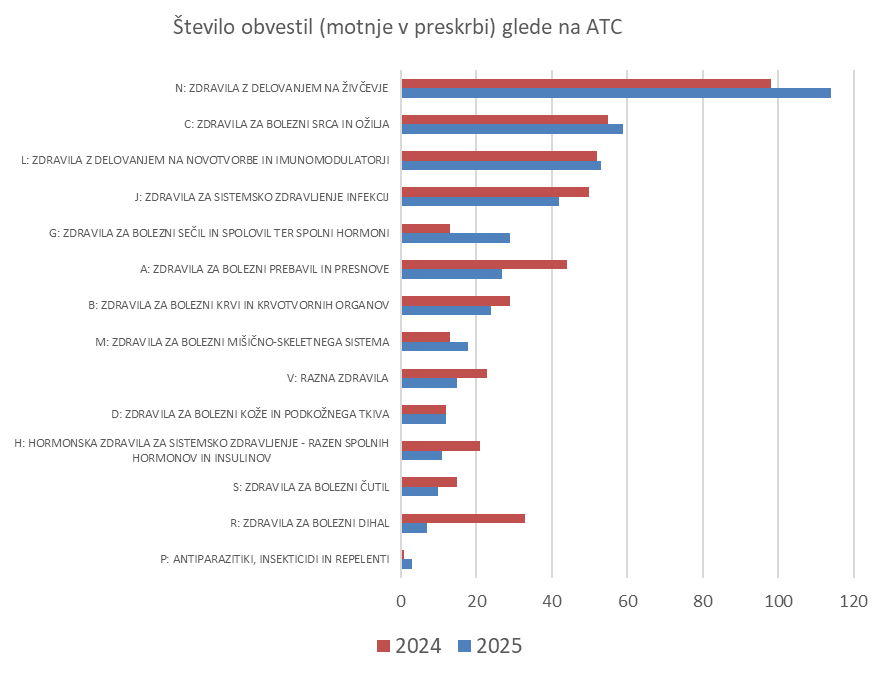 Število obvestil (motnje v preskrbi) glede na ATC
N: ZDRAVILA Z DELOVANJEM NA ŽIVČEVJE
C: ZDRAVILA ZA BOLEZNI SRCA IN OŽILJA
L: ZDRAVILA Z DELOVANJEM NA NOVOTVORBE IN IMUNOMODULATORJI
J: ZDRAVILA ZA SISTEMSKO ZDRAVLJENJE INFEKCIJ
G: ZDRAVILA ZA BOLEZNI SEČIL IN SPOLOVIL TER SPOLNI HORMONI
A: ZDRAVILA ZA BOLEZNI PREBAVIL IN PRESNOVE
B: ZDRAVILA ZA BOLEZNI KRVI IN KRVOTVORNIH ORGANOV
M: ZDRAVILA ZA BOLEZNI MIŠIČNO-SKELETNEGA SISTEMA
V: RAZNA ZDRAVILA
D: ZDRAVILA ZA BOLEZNI KOŽE IN PODKOŽNEGA TKIVA
H: HORMONSKA ZDRAVILA ZA SISTEMSKO ZDRAVLJENJE - RAZEN SPOLNIH
HORMONOV IN INSULINOV
S: ZDRAVILA ZA BOLEZNI ČUTIL
R: ZDRAVILA ZA BOLEZNI DIHAL
P: ANTIPARAZITIKI, INSEKTICIDI IN REPELENTI
0 20 40 60 80 100 120
2024 2025